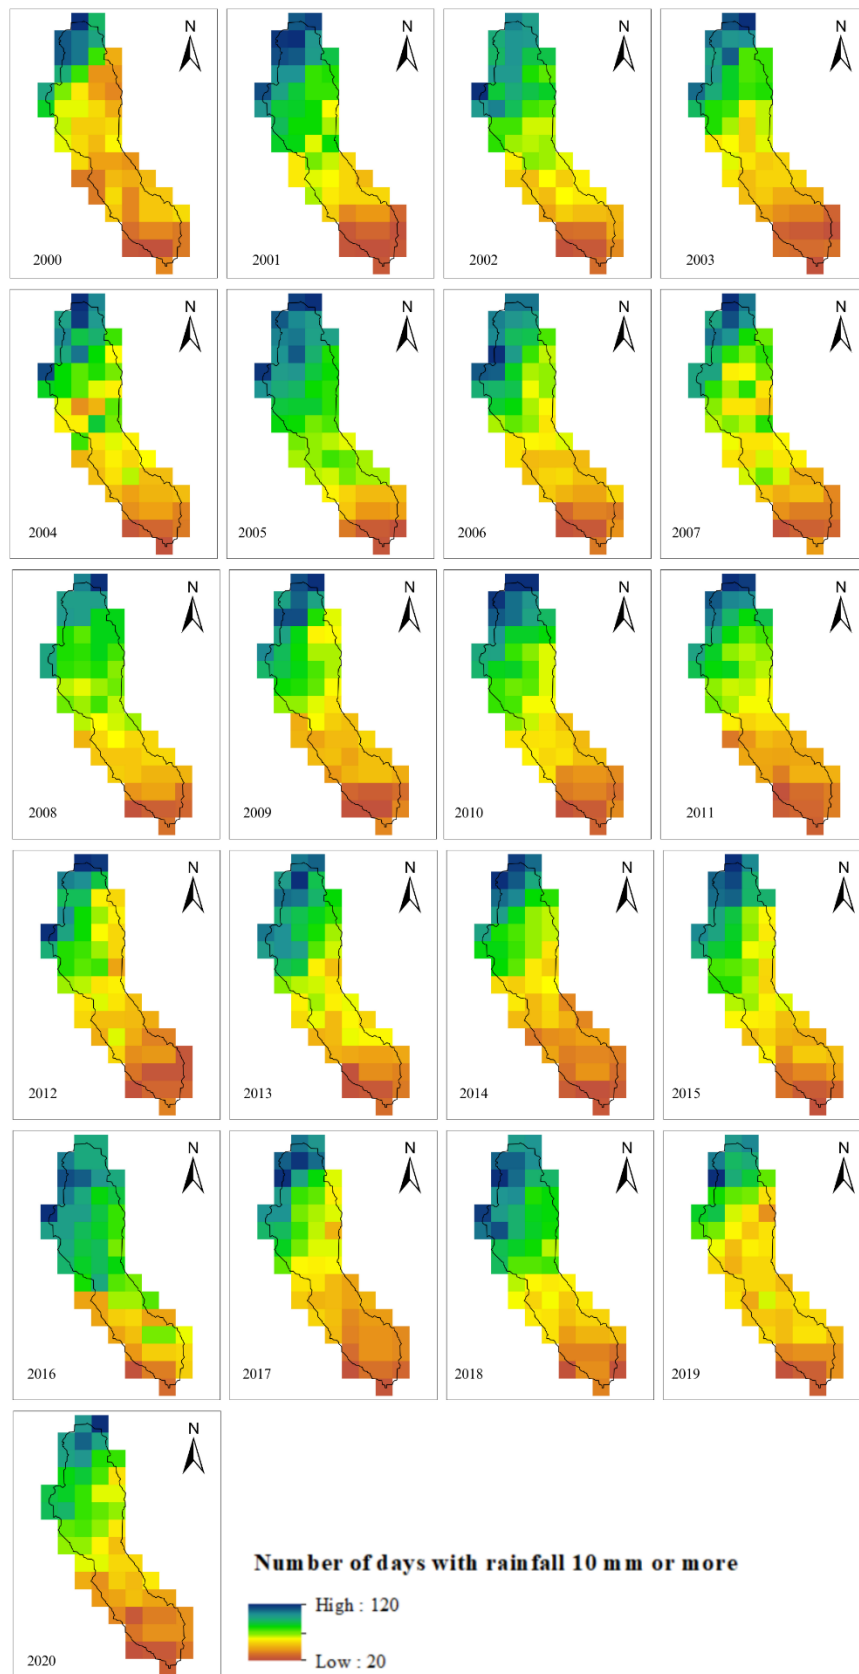 N
N
N
N
2000
2001
2002
2003
N
N
N
N
2004
2005
2006
2007
N
N
N
N
2008
2009
2010
2011
N
N
N
N
2012
2013
2014
2015
N
N
N
N
2016
2017
2018
2019
N
2020
Number of days with rainfall 10 mm or more
High : 120
Low : 20